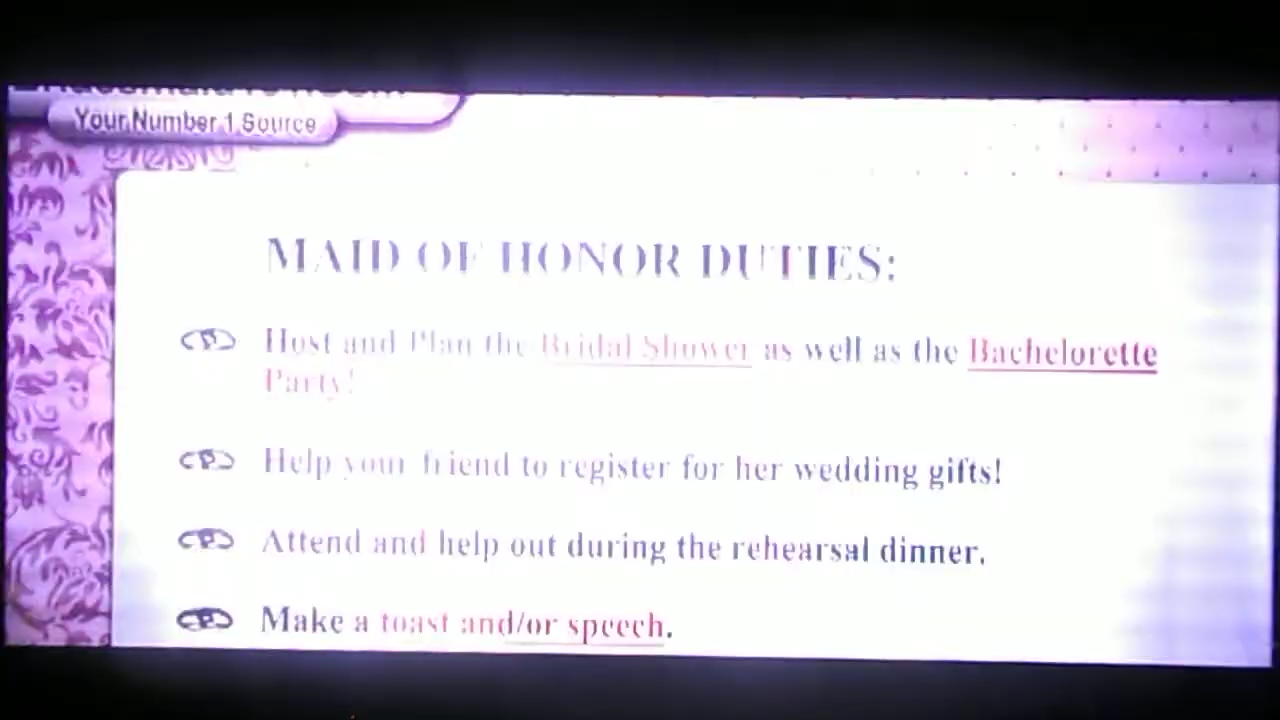 Your Number 1 Source
MAID OF HONOR DUTIES:
Host and Plan the Bridal Shower as well as the Bachelorette
Party!
Help your friend to register for her wedding gifts!
Attend and help out during the rehearsal dinner.
Make a toast and/or speech.